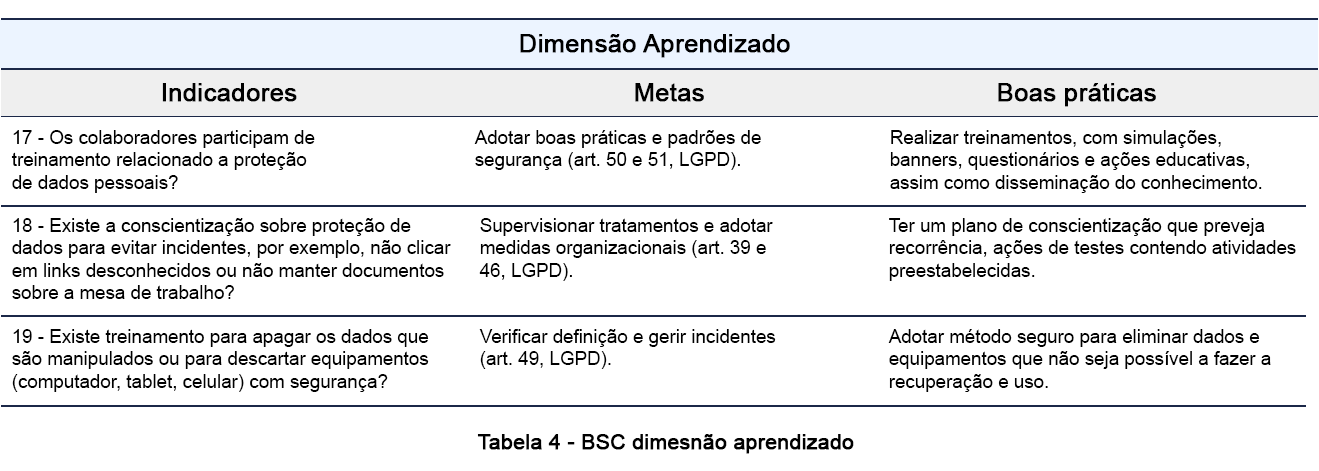 Dimensão Aprendizado
Indicadores
Metas
Boas práticas
17 - Os colaboradores participam de
treinamento relacionado a proteção
de dados pessoais?
Adotar boas práticas e padrões de
segurança (art. 50 e 51, LGPD).
Realizar treinamentos, com simulações,
banners, questionários e ações educativas,
assim como disseminação do conhecimento.
18 - Existe a conscientização sobre proteção de
dados para evitar incidentes, por exemplo, não clicar
em links desconhecidos ou não manter documentos
sobre a mesa de trabalho?
Supervisionar tratamentos e adotar
medidas organizacionais (art. 39 e
46, LGPD).
Ter um plano de conscientização que preveja
recorrência, ações de testes contendo atividades
preestabelecidas.
19 - Existe treinamento para apagar os dados que
são manipulados ou para descartar equipamentos
(computador, tablet, celular) com segurança?
Verificar definição e gerir incidentes
(art. 49, LGPD).
Adotar método seguro para eliminar dados e
equipamentos que não seja possível a fazer a
recuperação e uso.
Tabela 4 - BSC dimesnão aprendizado